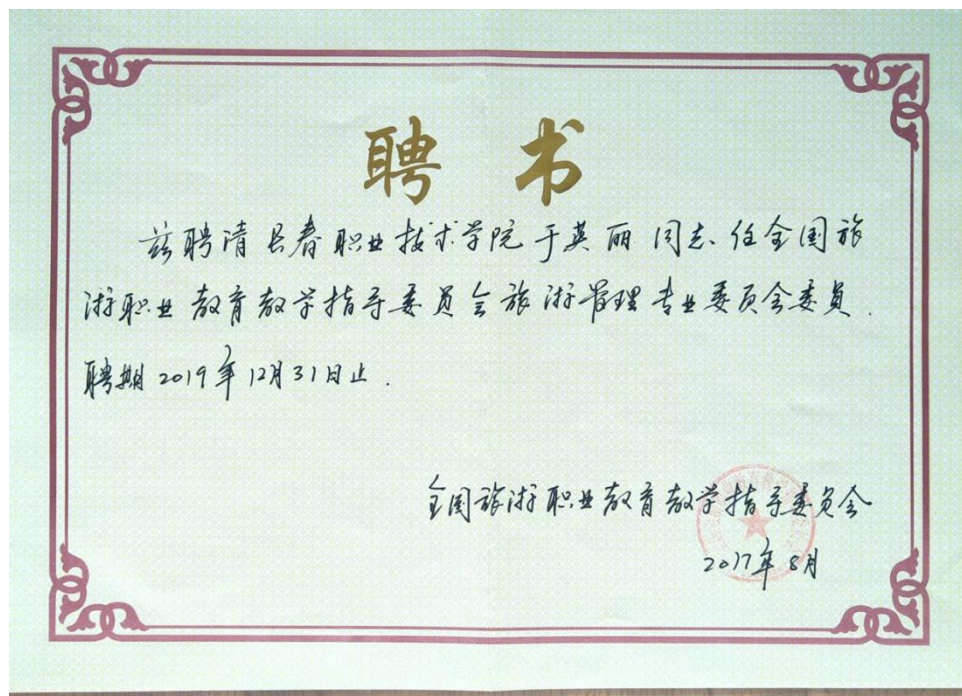 聘书
兹聘请长春职业技术学院于英丽同志任全国旅
游职业教育教学指导委员会旅游管理专业委员会委员.
聘期2019年12月31日止.
全国旅游职业教育教学指导委员会
2017年8月